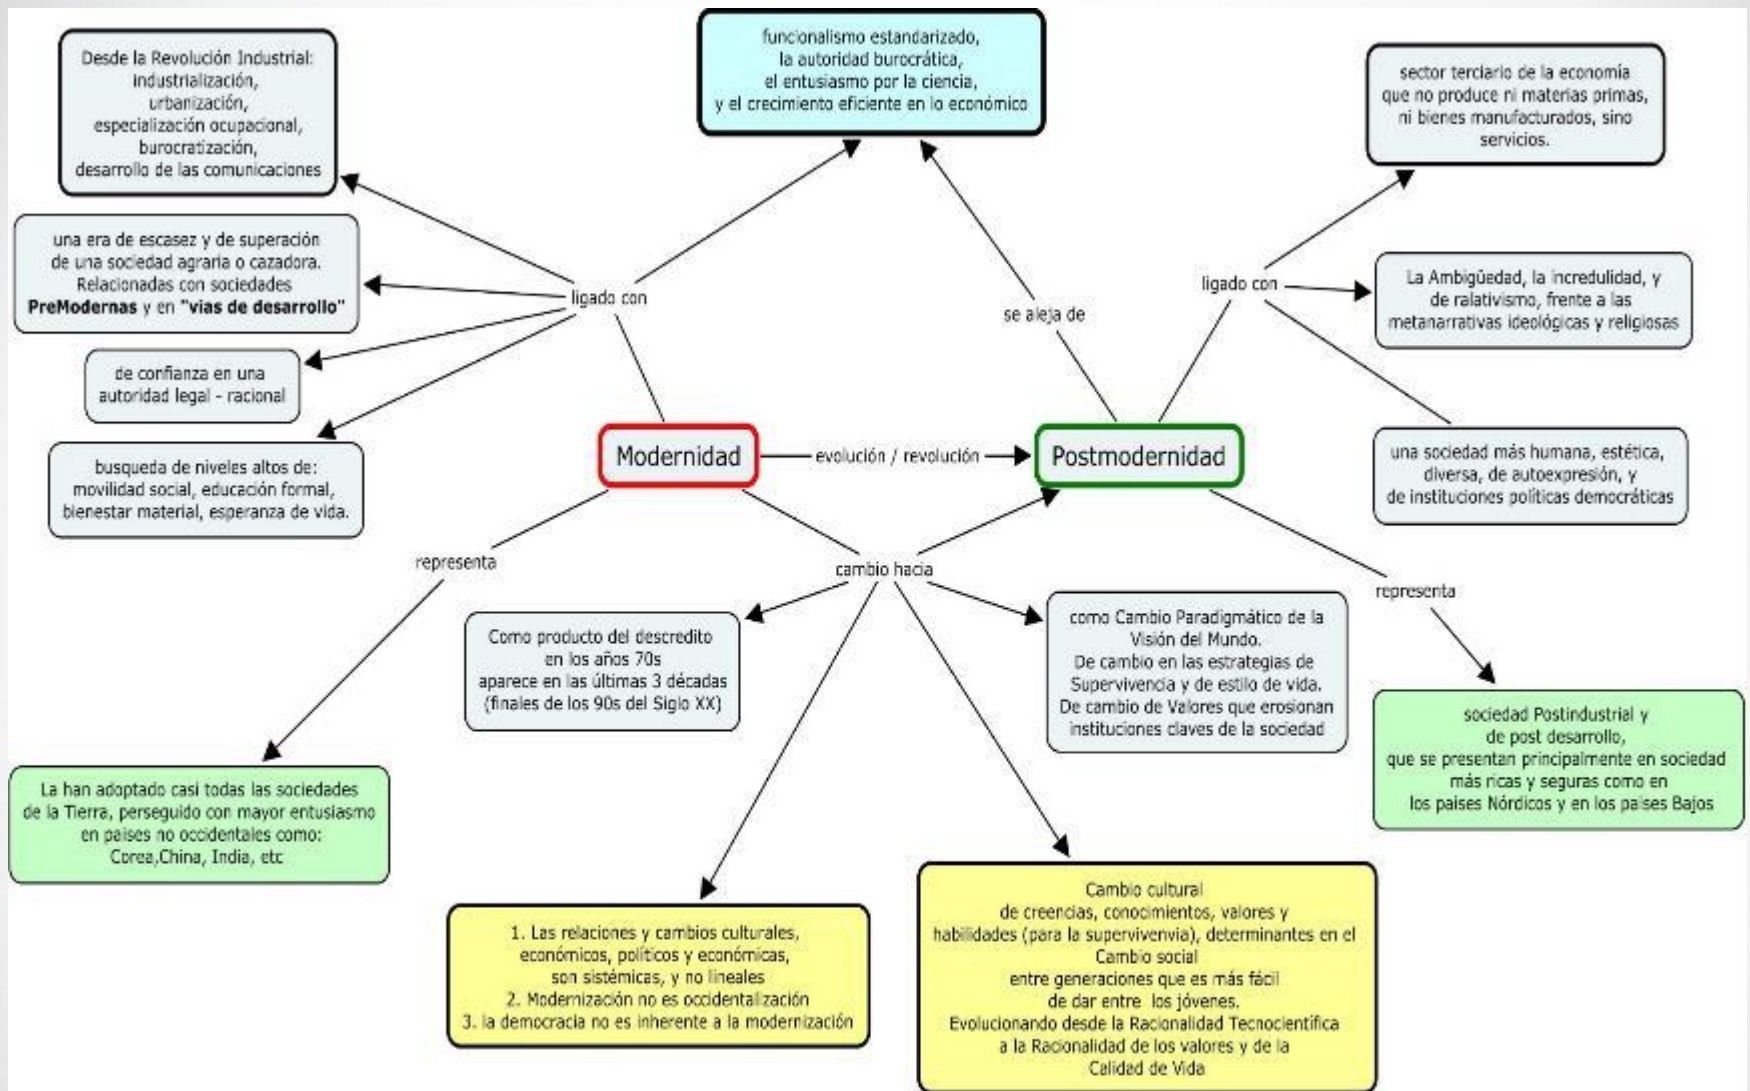 Desde la Revolución Industrial:
industrialización,
urbanización,
especialización ocupacional,
burocratización,
desarrollo de las comunicaciones
funcionalismo estandarizado,
la autoridad burocrática,
el entusiasmo por la ciencia,
y el crecimiento eficiente en lo económico
sector terciario de la economía
que no produce ni materias primas,
ni bienes manufacturados, sino
servicios.
una era de escasez y de superación
de una sociedad agraria o cazadora.
Relacionadas con sociedades
PreModernas y en "vias de desarrollo"
ligado con
se aleja de
ligado con
La Ambigüedad, la incredulidad, y
de ralativismo, frente a las
metanarrativas ideológicas y religiosas
de confianza en una
autoridad legal - racional
busqueda de niveles altos de:
movilidad social, educación formal,
bienestar material, esperanza de vida.
Modernidad
evolución / revolución
Postmodernidad
una sociedad más humana, estética,
diversa, de autoexpresión, y
de instituciones políticas democráticas
representa
cambio hacia
representa
Como producto del descredito
en los años 70s
aparece en las últimas 3 décadas
(finales de los 90s del Siglo XX)
como Cambio Paradigmático de la
Visión del Mundo.
De cambio en las estrategias de
Supervivencia y de estilo de vida.
De cambio de Valores que erosionan
instituciones claves de la sociedad
sociedad Postindustrial y
de post desarrollo,
que se presentan principalmente en sociedad
más ricas y seguras como en
los paises Nórdicos y en los paises Bajos
La han adoptado casi todas las sociedades
de la Tierra, perseguido con mayor entusiasmo
en paises no occidentales como:
Corea,China, India, etc
1. Las relaciones y cambios culturales,
económicos, políticos y económicas,
son sistémicas, y no lineales
2. Modernización no es occidentalización
3. la democracia no es inherente a la modernización
Cambio cultural
de creencias, conocimientos, valores y
habilidades (para la supervivenvia), determinantes en el
Cambio social
entre generaciones que es más fácil
de dar entre los jóvenes.
Evolucionando desde la Racionalidad Tecnocientífica
a la Racionalidad de los valores y de la
Calidad de Vida